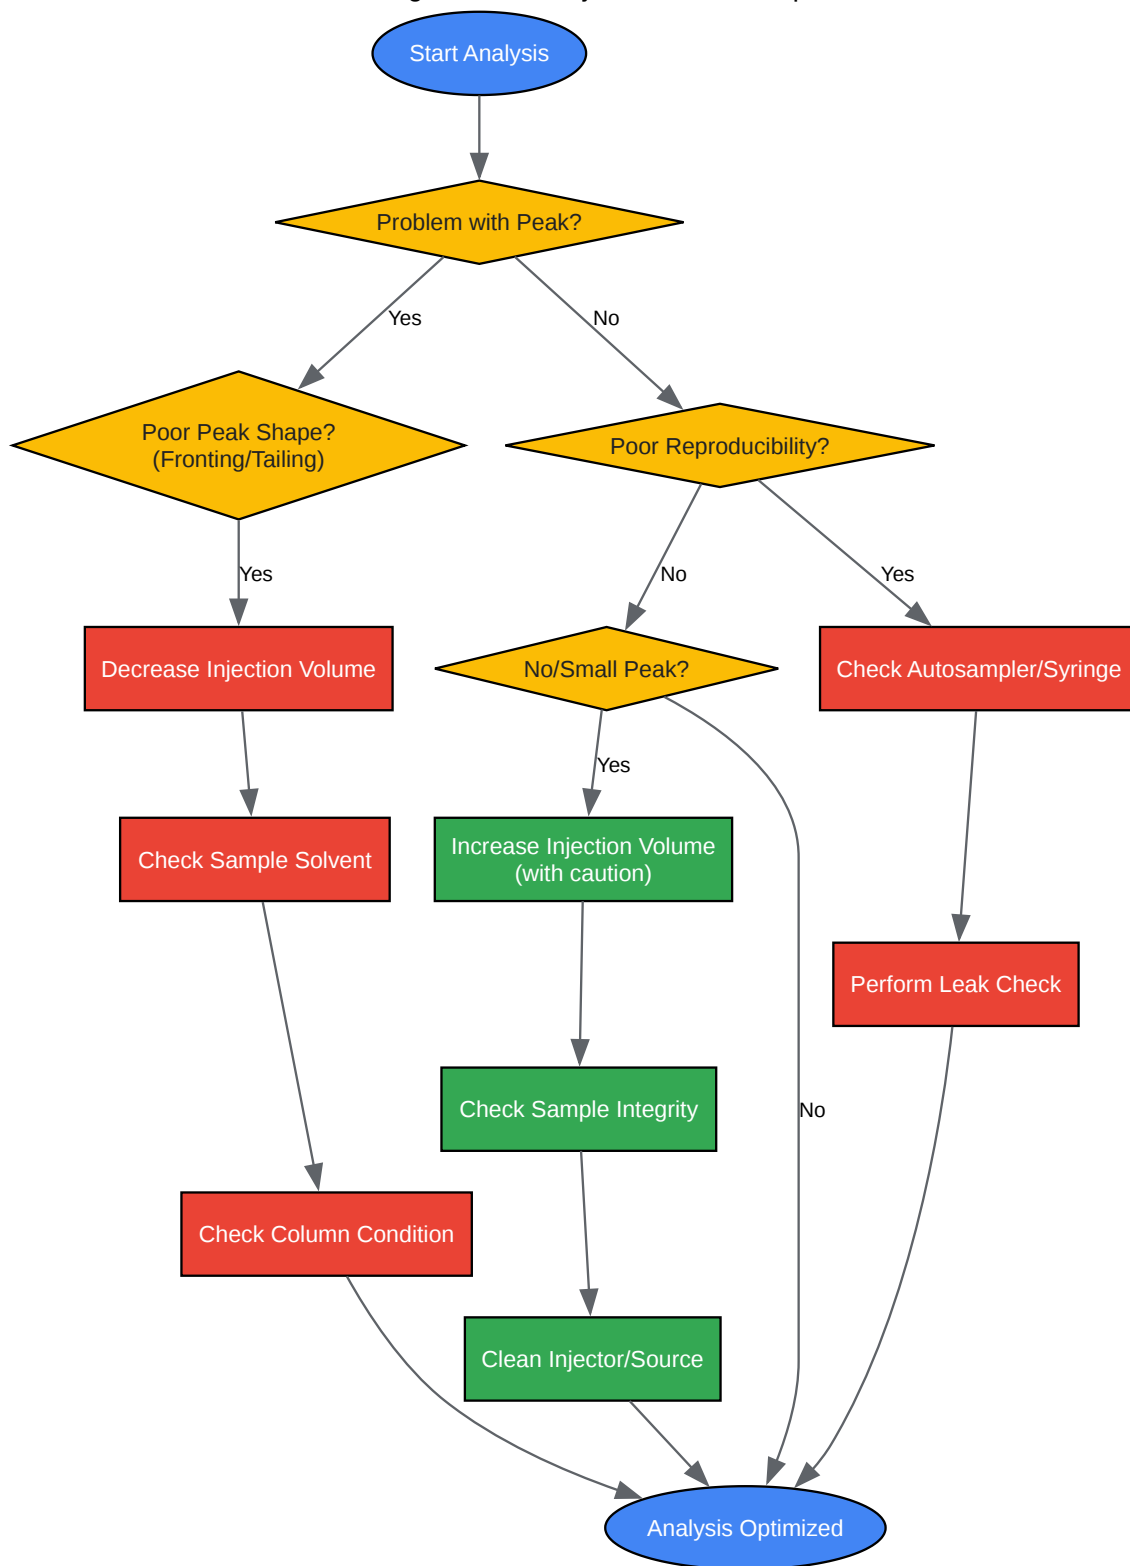 Start Analysis
Problem with Peak?
Yes
No
Poor Peak Shape?
(Fronting/Tailing)
Poor Reproducibility?
Yes
No
Yes
Decrease Injection Volume
No/Small Peak?
Check Autosampler/Syringe
Yes
Check Sample Solvent
Increase Injection Volume
(with caution)
Perform Leak Check
Check Sample Integrity
No
Check Column Condition
Clean Injector/Source
Analysis Optimized